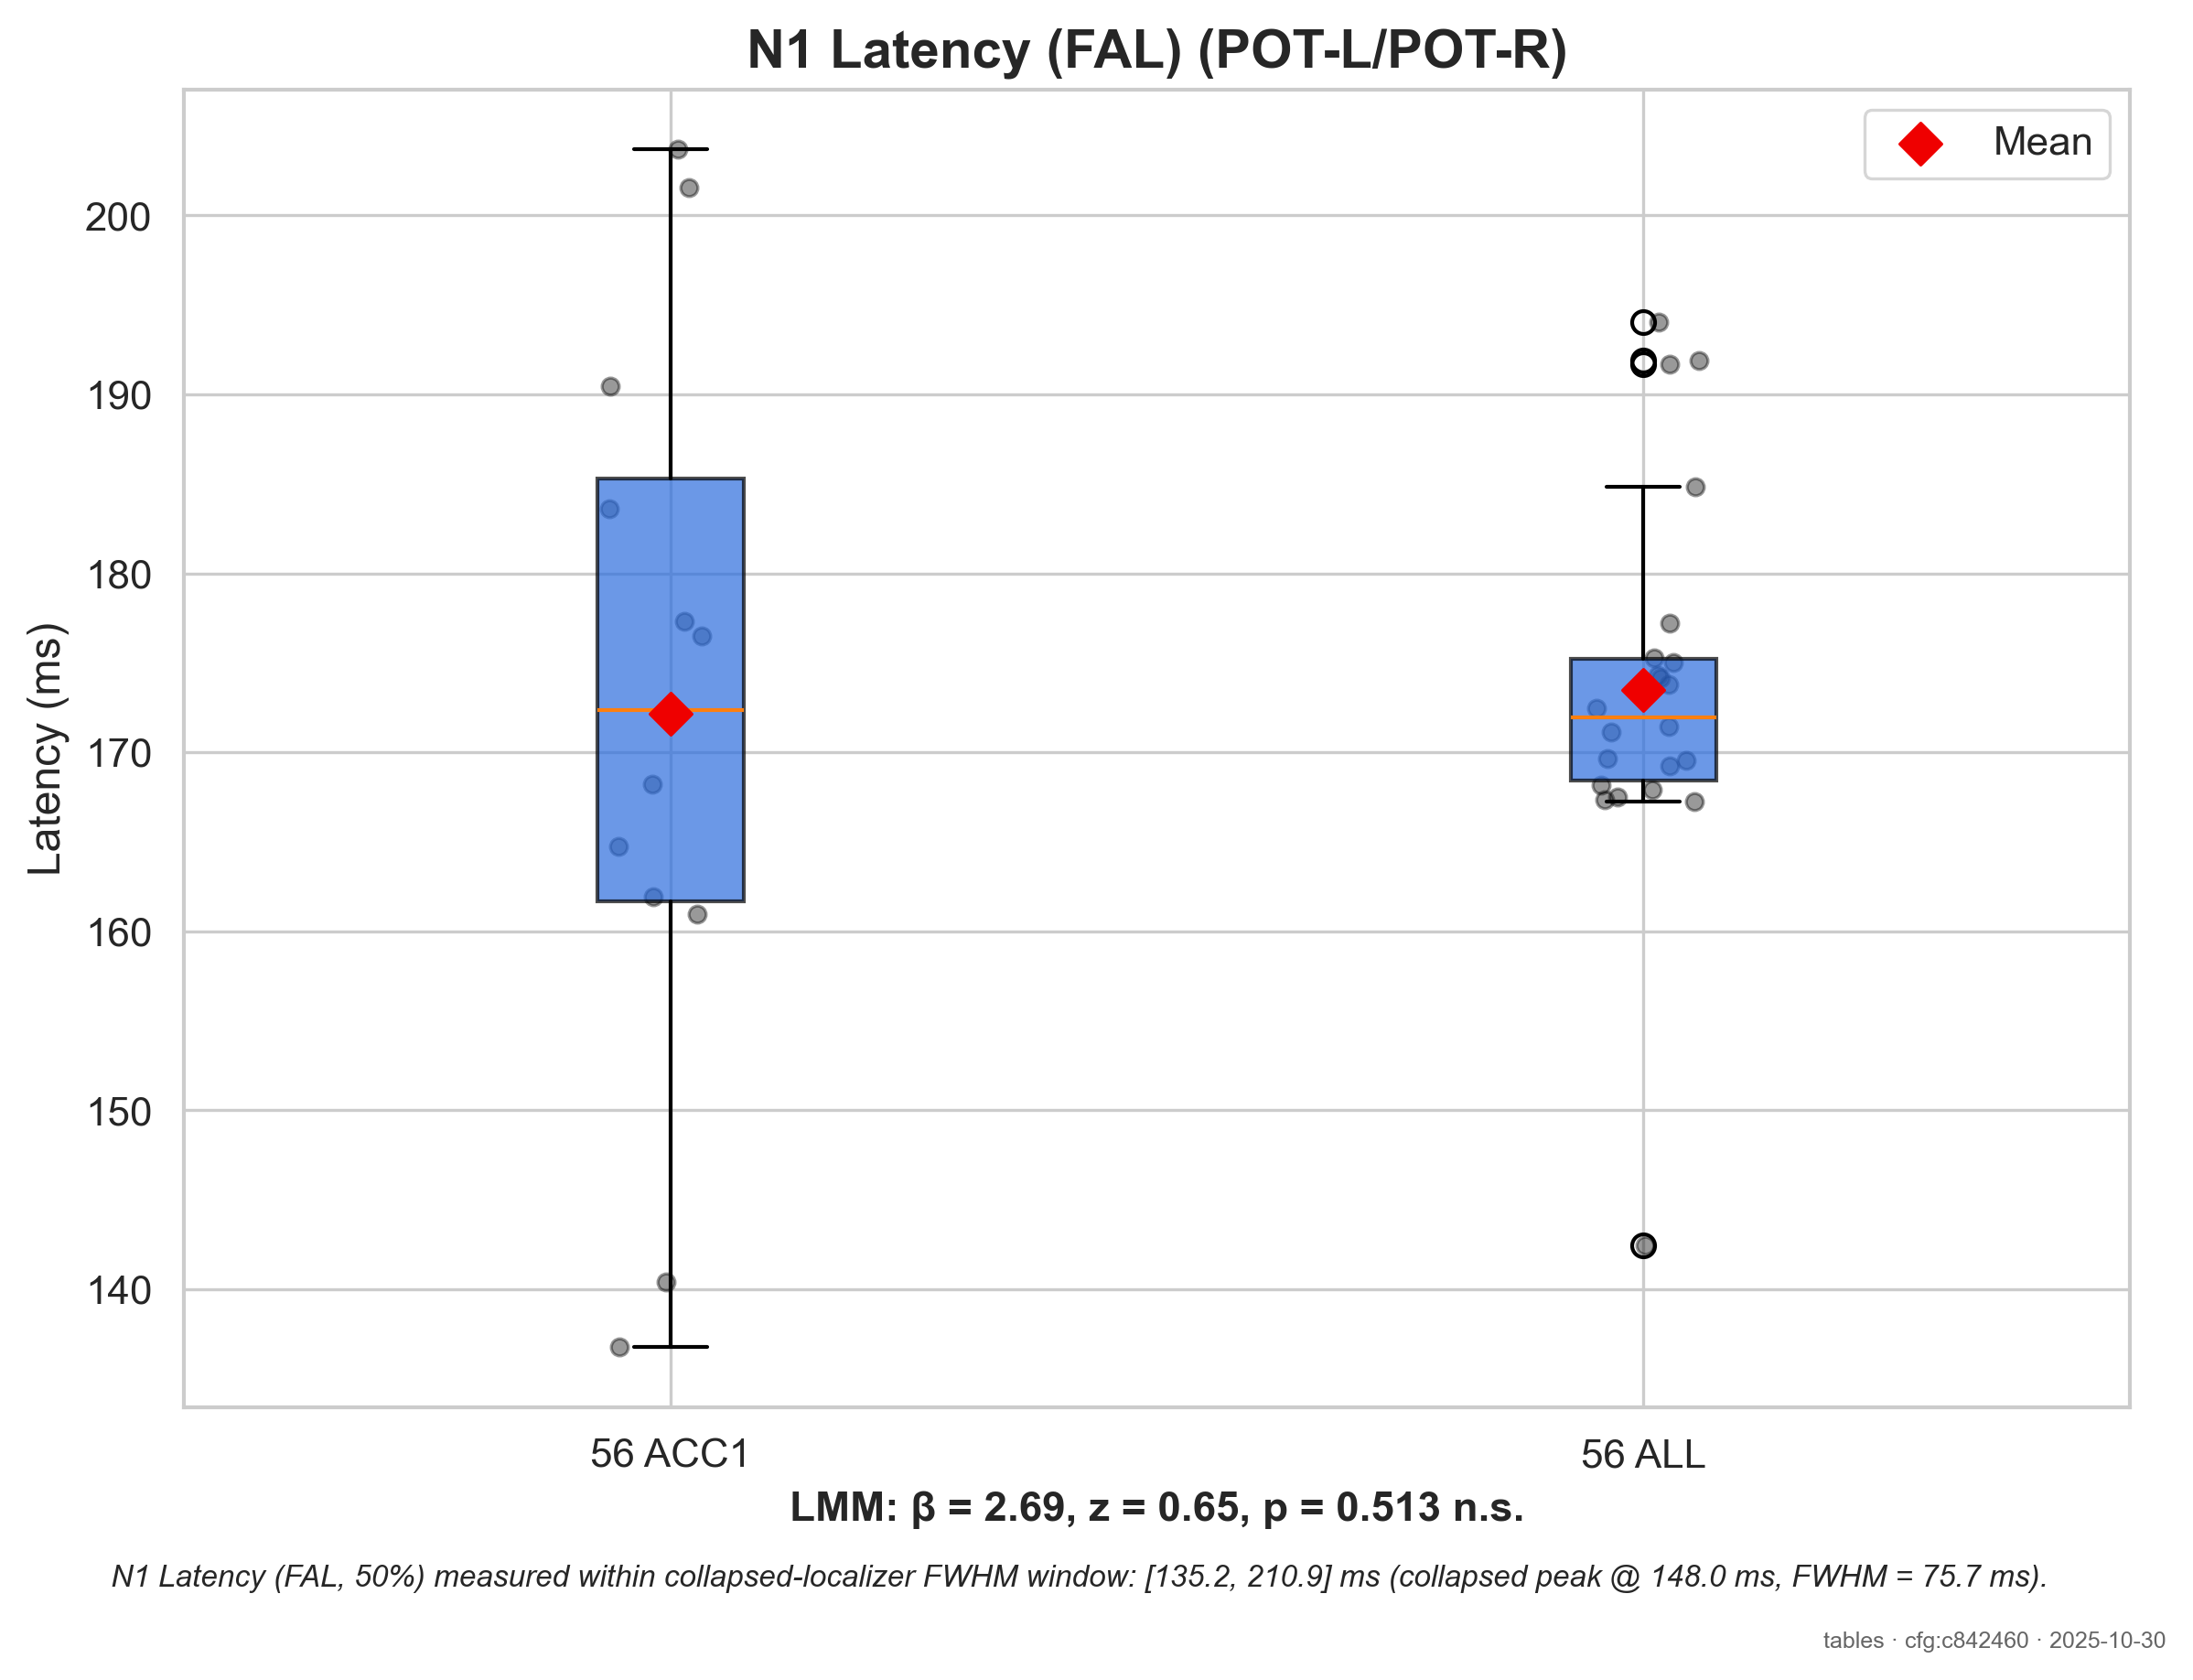 N1 Latency (FAL) (POT-L/POT-R)
Mean
Latency (ms)
200
190
180
170
160
150
140
56 ACC1
56 ALL
LMM: β = 2.69, z = 0.65, p = 0.513 n.s.
N1 Latency (FAL, 50%) measured within collapsed-localizer FWHM window: [135.2, 210.9] ms (collapsed peak @ 148.0 ms, FWHM = 75.7 ms).
tables · cfg:c842460 · 2025-10-30